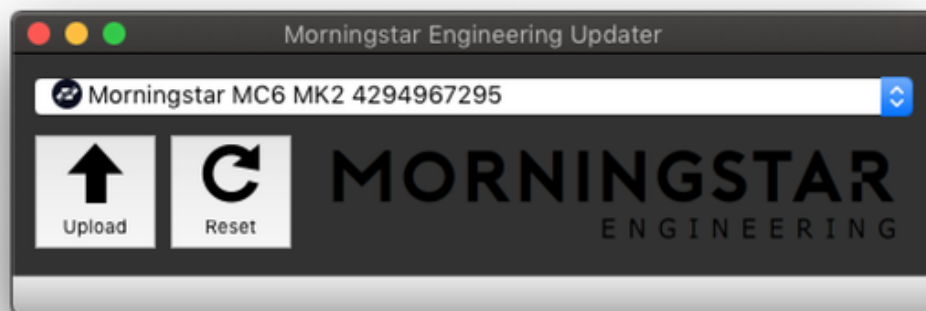 Morningstar Engineering Updater
Morningstar MC6 MK2 4294967295
Upload
Reset
MORNINGSTAR
ENGINEERING